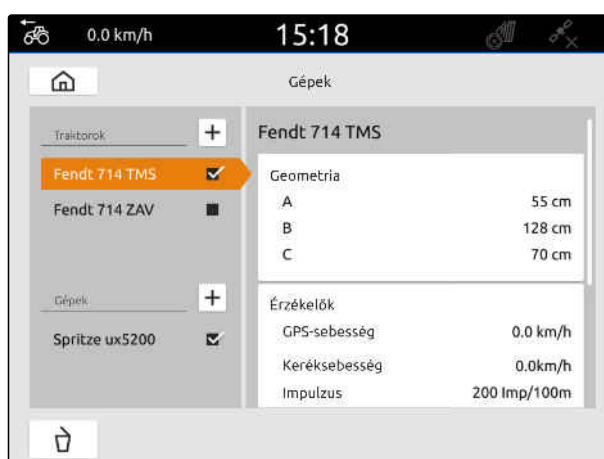 0.0 km/h 15:18
Gépek
Traktorok
Fendt 714 TMS
Fendt 714 ZAV
Gépek
Spritze ux5200
Fendt 714 TMS
Geometria
A 55 cm
B 128 cm
C 70 cm
Érzékelők
GPS-sebesség 0.0 km/h
Keréksebesség 0.0km/h
Impulzus 200 Imp/100m